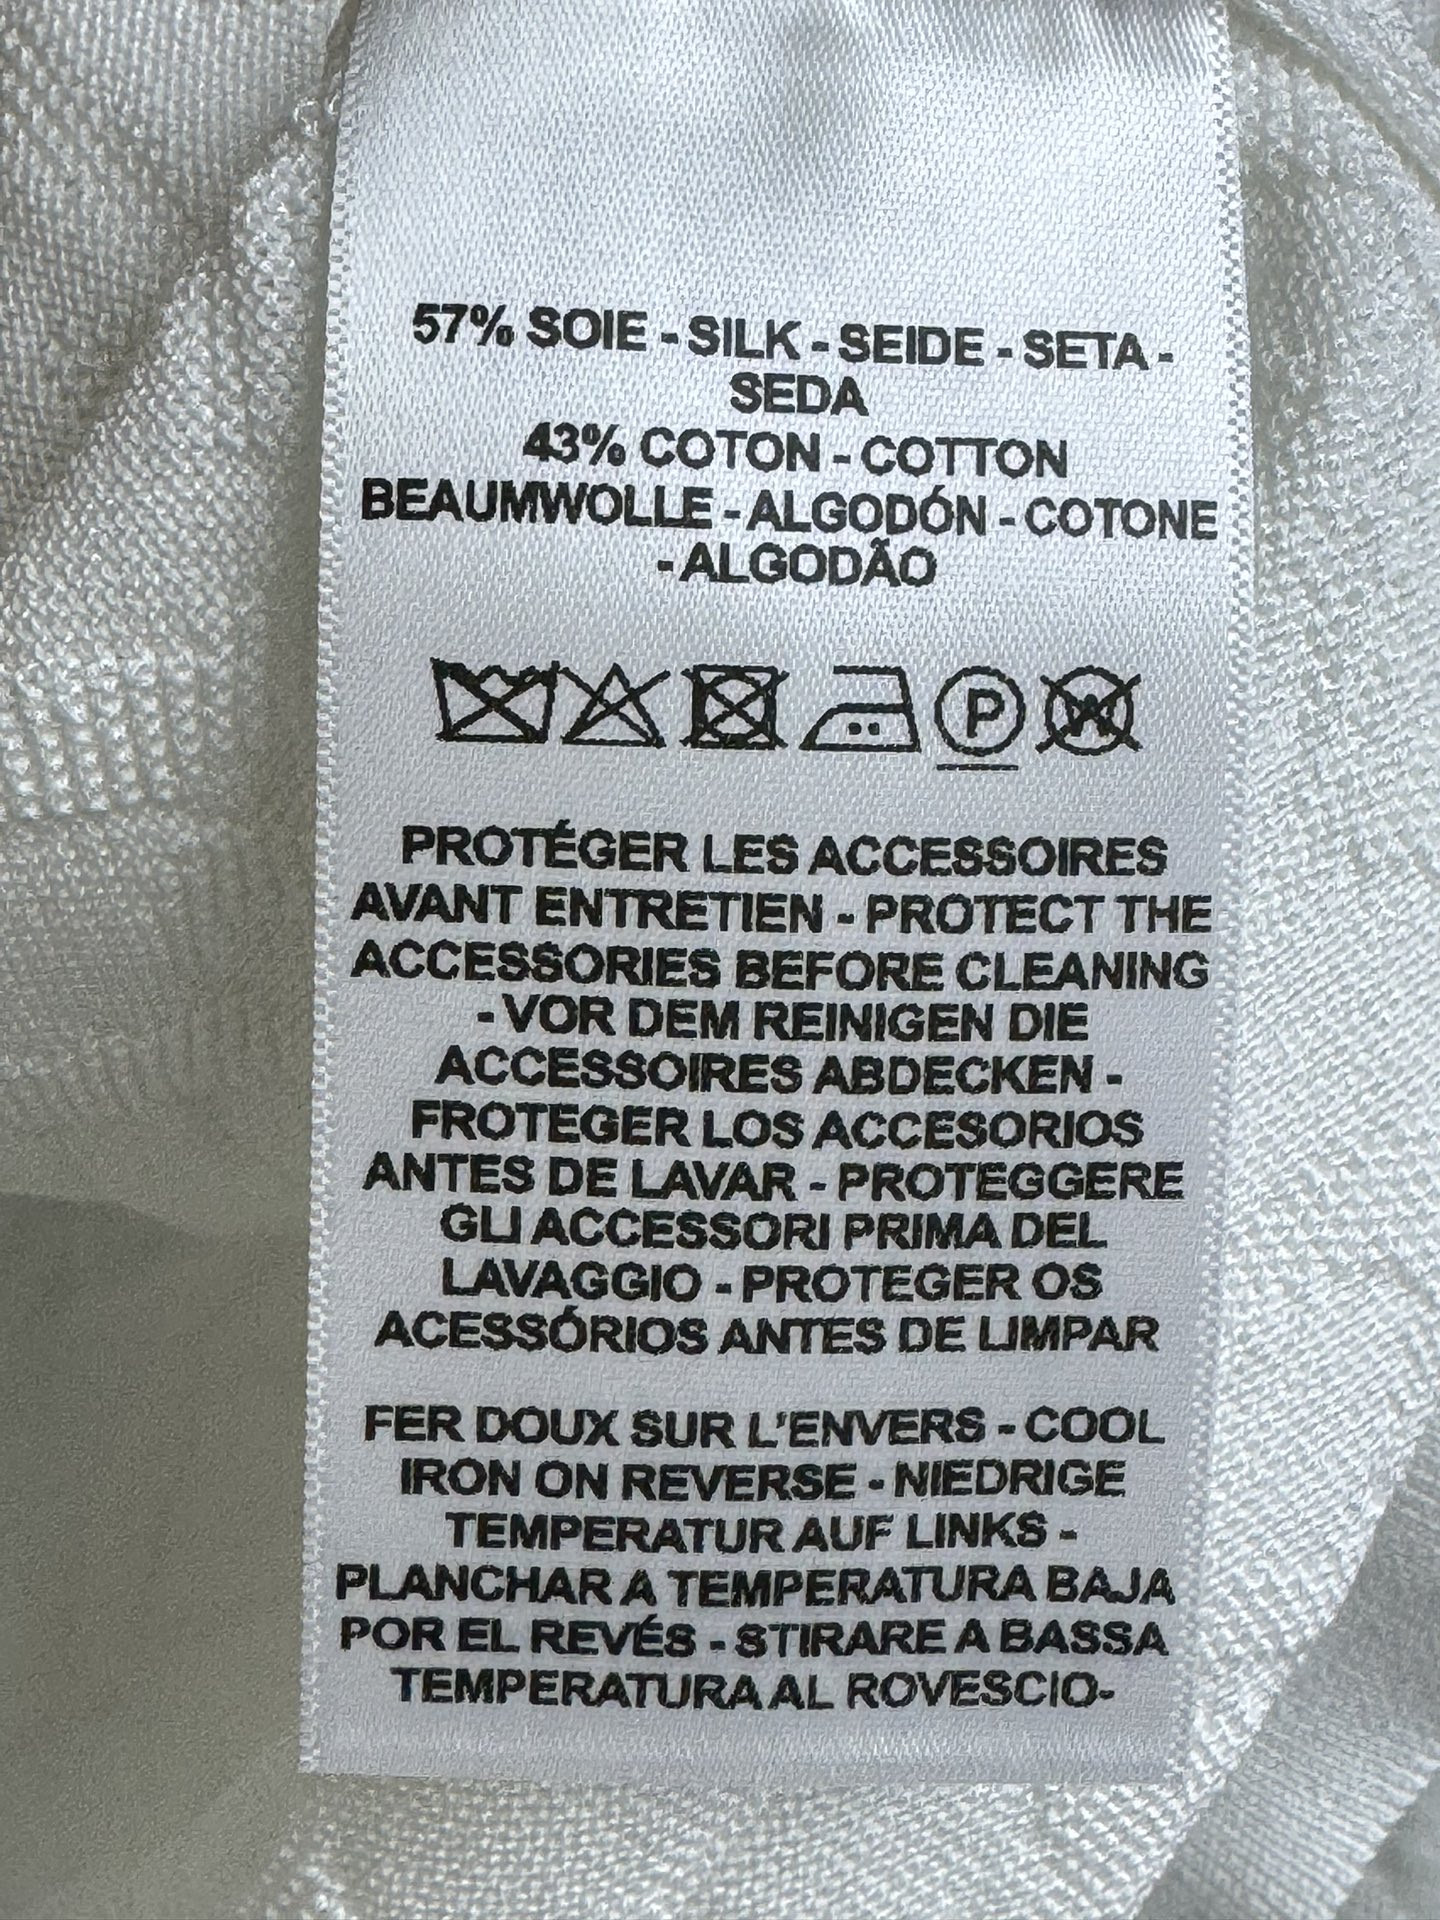 57% SOIE - SILK - SEIDE - SETA -
SEDA
43% COTON - COTTON
BEAUMWOLLE - ALGODÓN - COTONE
- ALGODÃO
P W
PROTÉGER LES ACCESSOIRES
AVANT ENTRETIEN - PROTECT THE
ACCESSORIES BEFORE CLEANING
- VOR DEM REINIGEN DIE
ACCESSOIRES ABDECKEN -
FROTEGER LOS ACCESORIOS
ANTES DE LAVAR - PROTEGGERE
GLI ACCESSORI PRIMA DEL
LAVAGGIO - PROTEGER OS
ACESSÓRIOS ANTES DE LIMPAR
FER DOUX SUR L'ENVERS - COOL
IRON ON REVERSE - NIEDRIGE
TEMPERATUR AUF LINKS -
PLANCHAR A TEMPERATURA BAJA
POR EL REVÉS - STIRARE A BASSA
TEMPERATURA AL ROVESCIO-